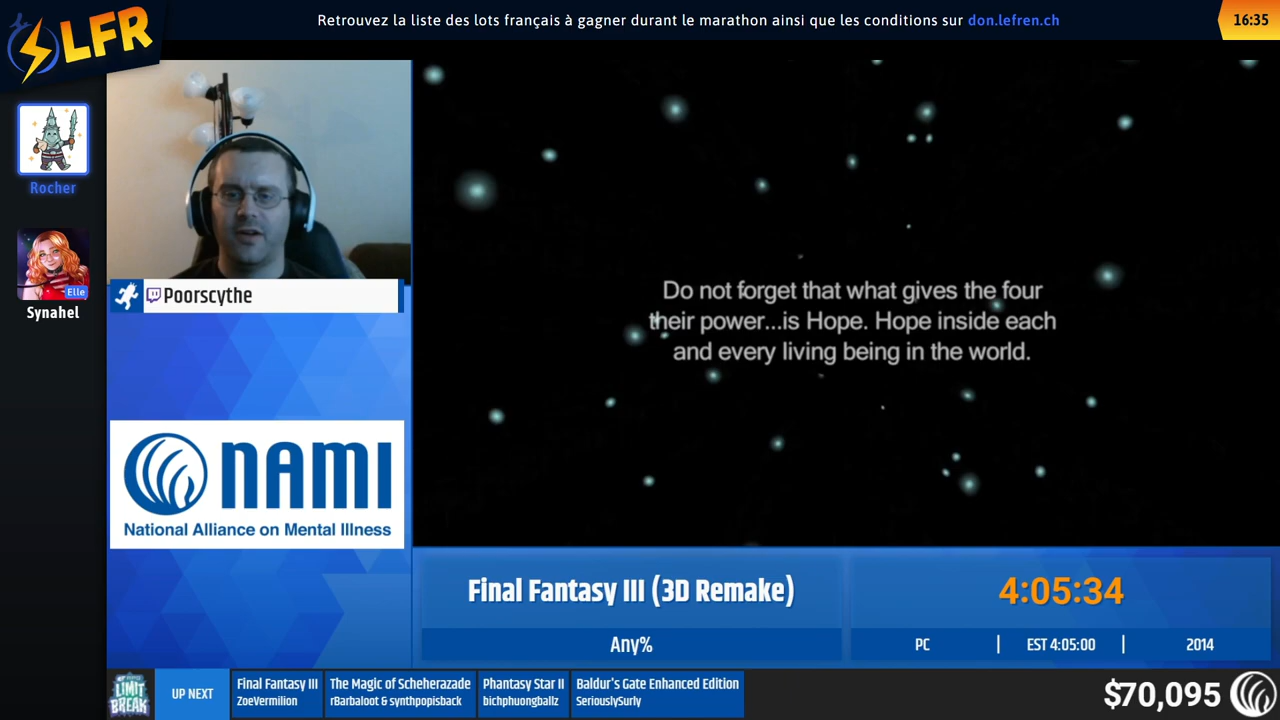 LFR
Retrouvez la liste des lots français à gagner durant le marathon ainsi que les conditions sur don.lefren.ch
16:35
Rocher
Elle
Synahel
Poorscythe
Do not forget that what gives the four
their power...is Hope. Hope inside each
and every living being in the world.
NAMI
National Alliance on Mental Illness
Final Fantasy III (3D Remake)
4:05:34
Any%
PC
EST 4:05:00
2014
LIMIT
BREAK
UP NEXT
Final Fantasy III
ZoeVermilion
The Magic of Scheherazade
rBarbaloot & synthpopisback
Phantasy Star II
bichphuongballz
Baldur's Gate Enhanced Edition
SeriouslySurly
$70,095